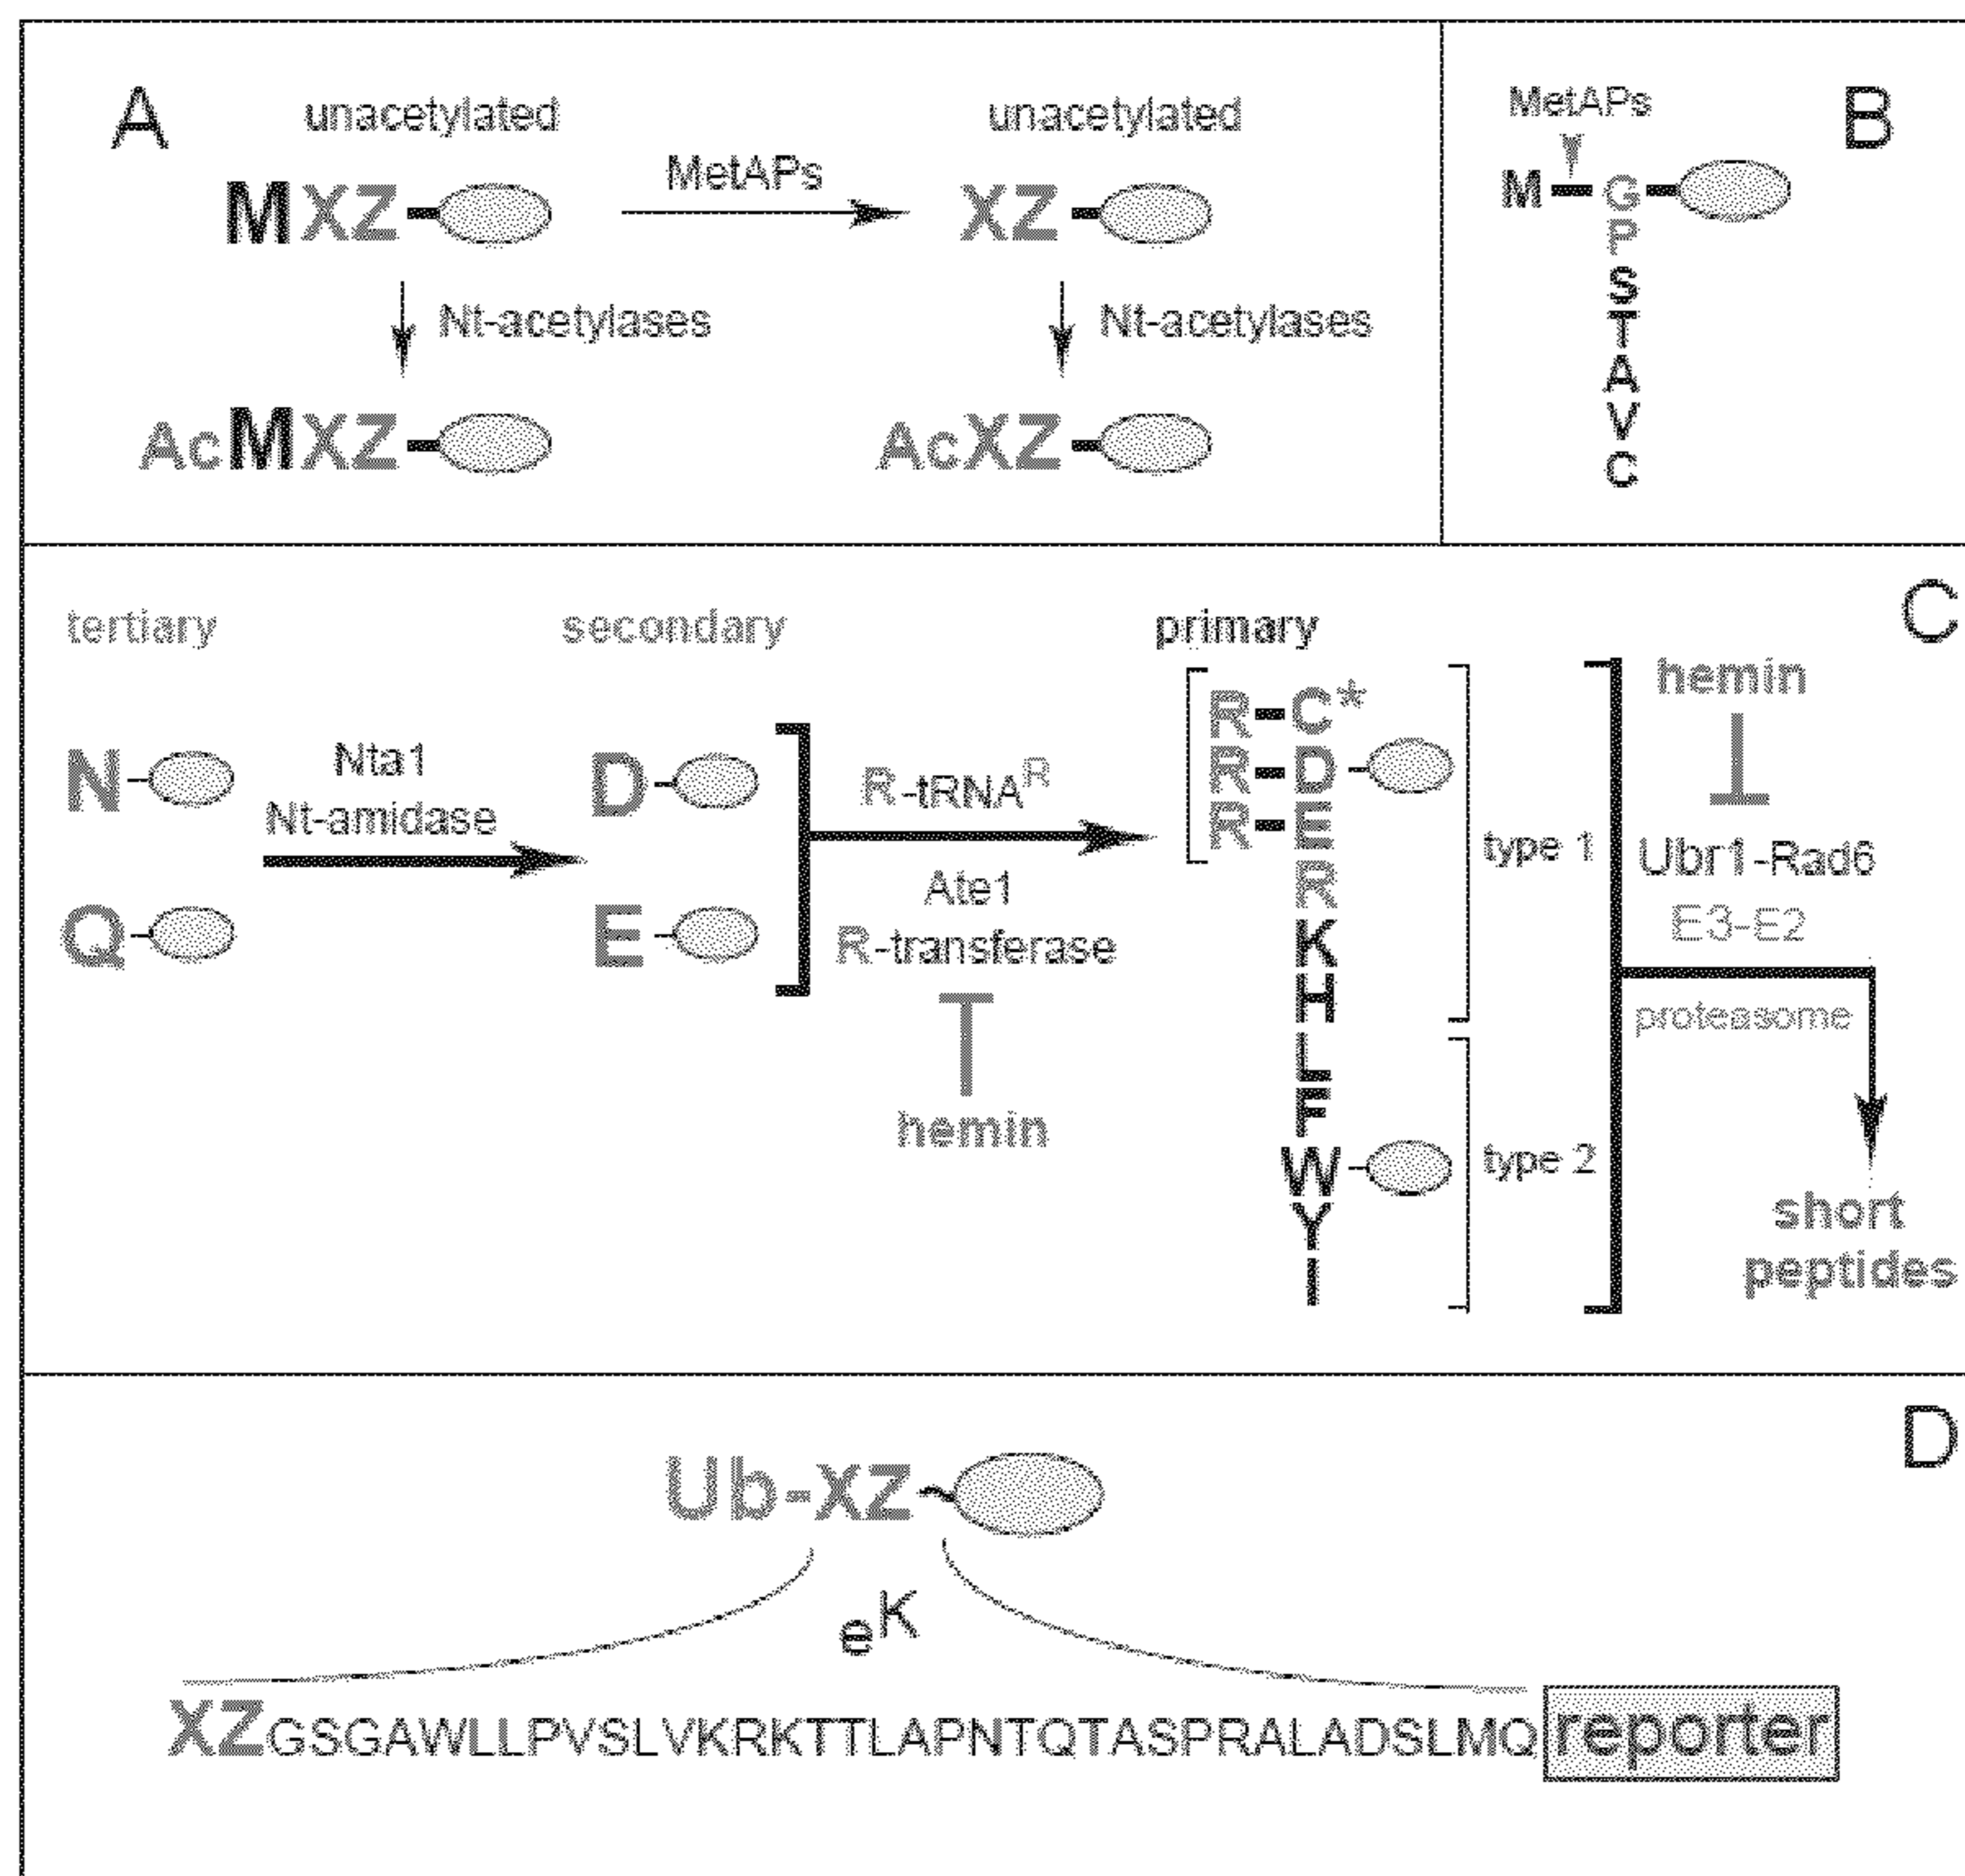 A
unacetylated
unacetylated
MXZ
MetAPs
XZ
Nt-acetylases
Nt-acetylases
AcMXZ
AcXZ
B
MetAPs
M
G
P
S
T
A
V
C
C
tertiary
secondary
primary
N
Nta1
Nt-amidase
Q
D
E
R-tRNA^R
Ate1
R-transferase
hemin
R-C*
R-D
R-E
R
K
H
L
F
W
Y
I
type 1
type 2
hemin
Ubr1-Rad6
E3-E2
proteasome
short
peptides
D
Ub-XZ
e^K
XZGSGAWLLPVSLVKRKTTLAPNTQTASPRALADSLMQ reporter